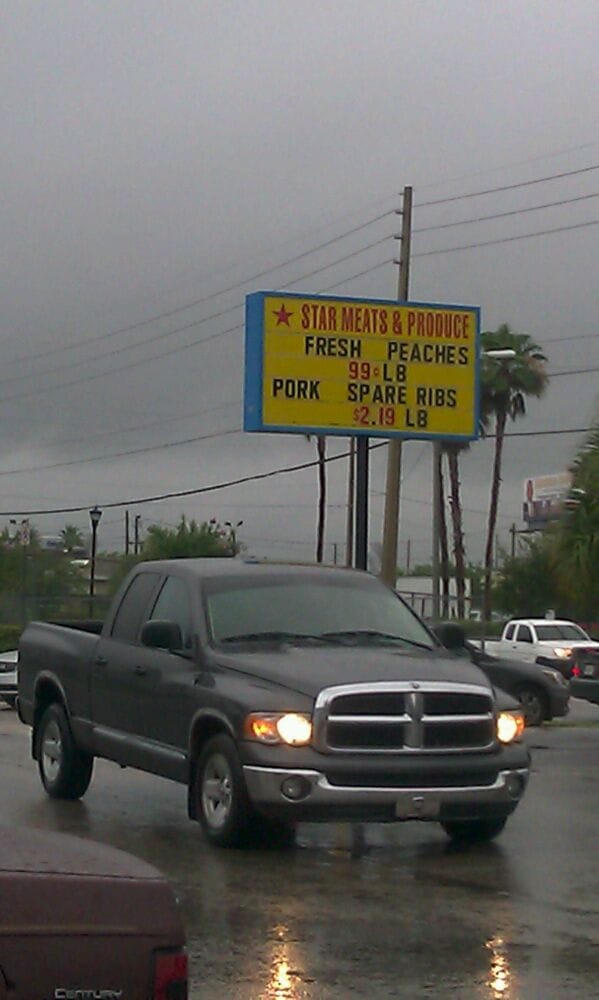 STAR MEATS & PRODUCE
FRESH PEACHES
99¢LB
PORK SPARE RIBS
$2.19 LB
CENTURY